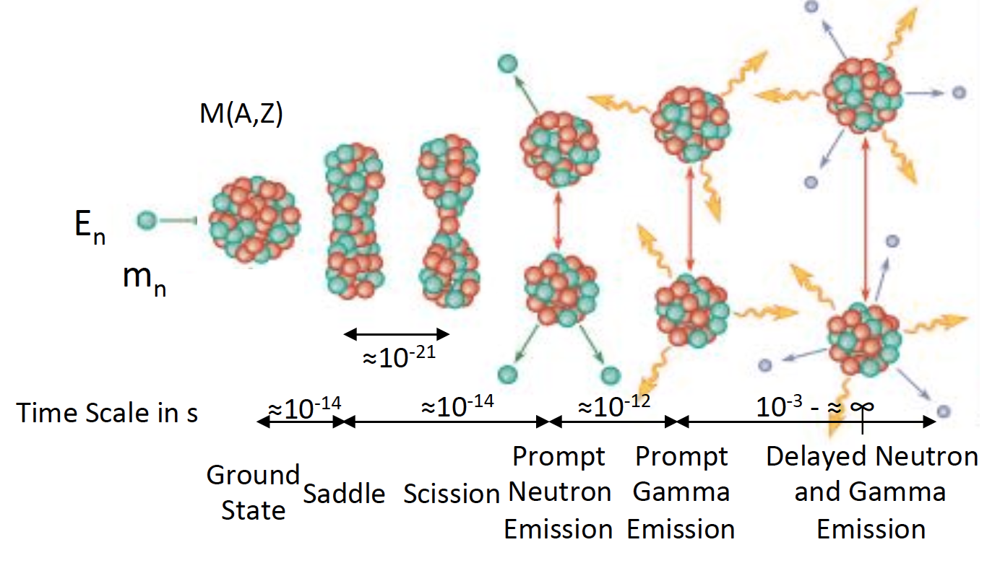 M(A,Z)
Eₙ
mₙ
≈10⁻²¹
Time Scale in s
≈10⁻¹⁴
≈10⁻¹⁴
≈10⁻¹²
10⁻³ - ≈ ∞
Ground
State
Saddle
Scission
Prompt
Neutron
Emission
Prompt
Gamma
Emission
Delayed Neutron
and Gamma
Emission